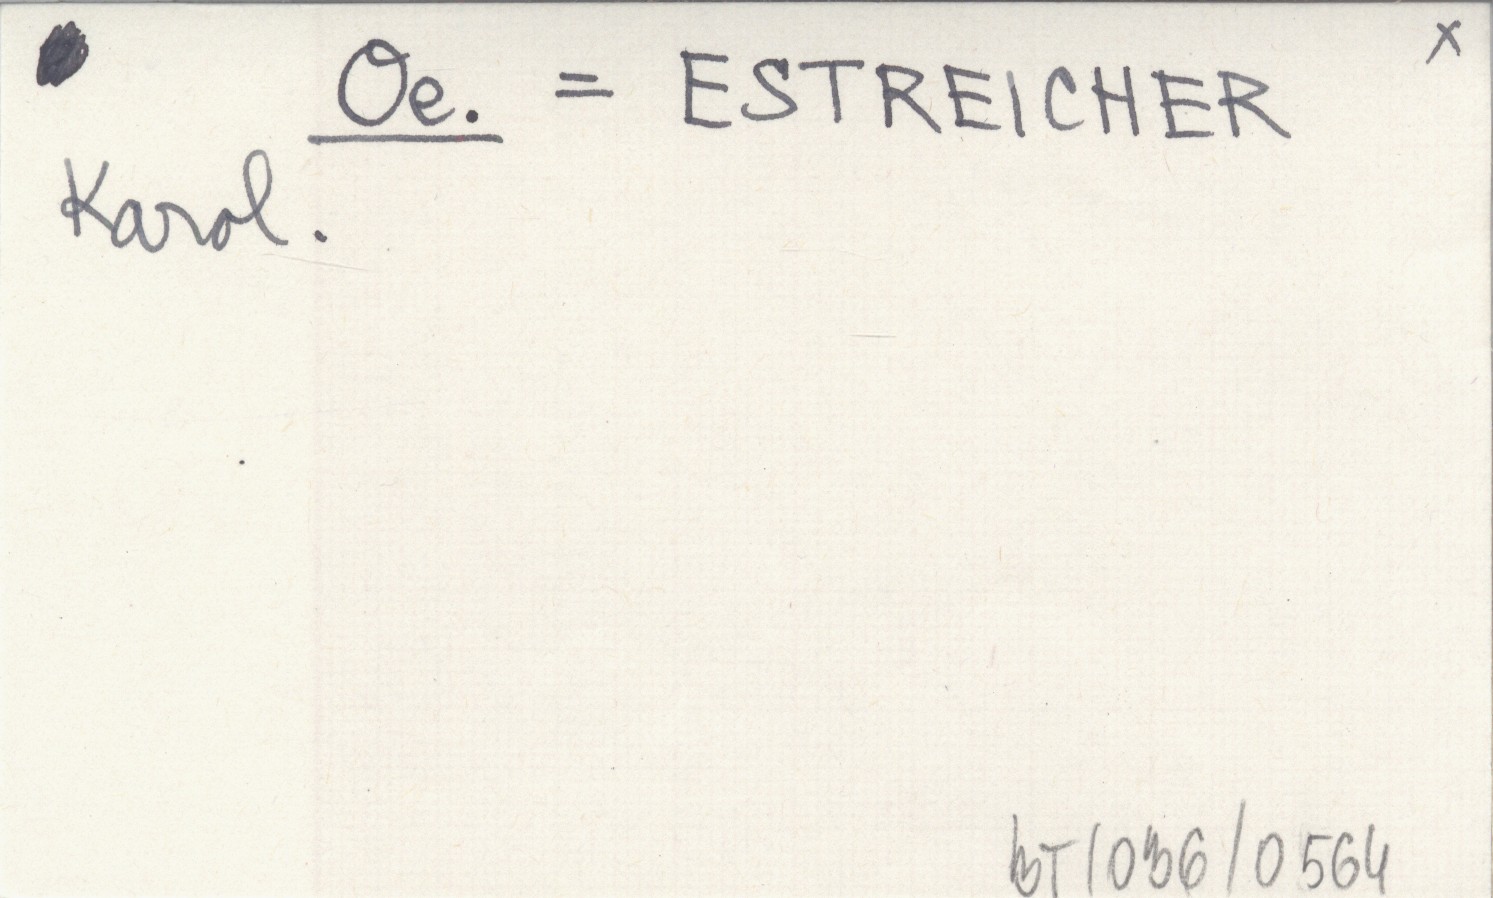 Oe. = ESTREICHER x
Karol.
BT/036/0564